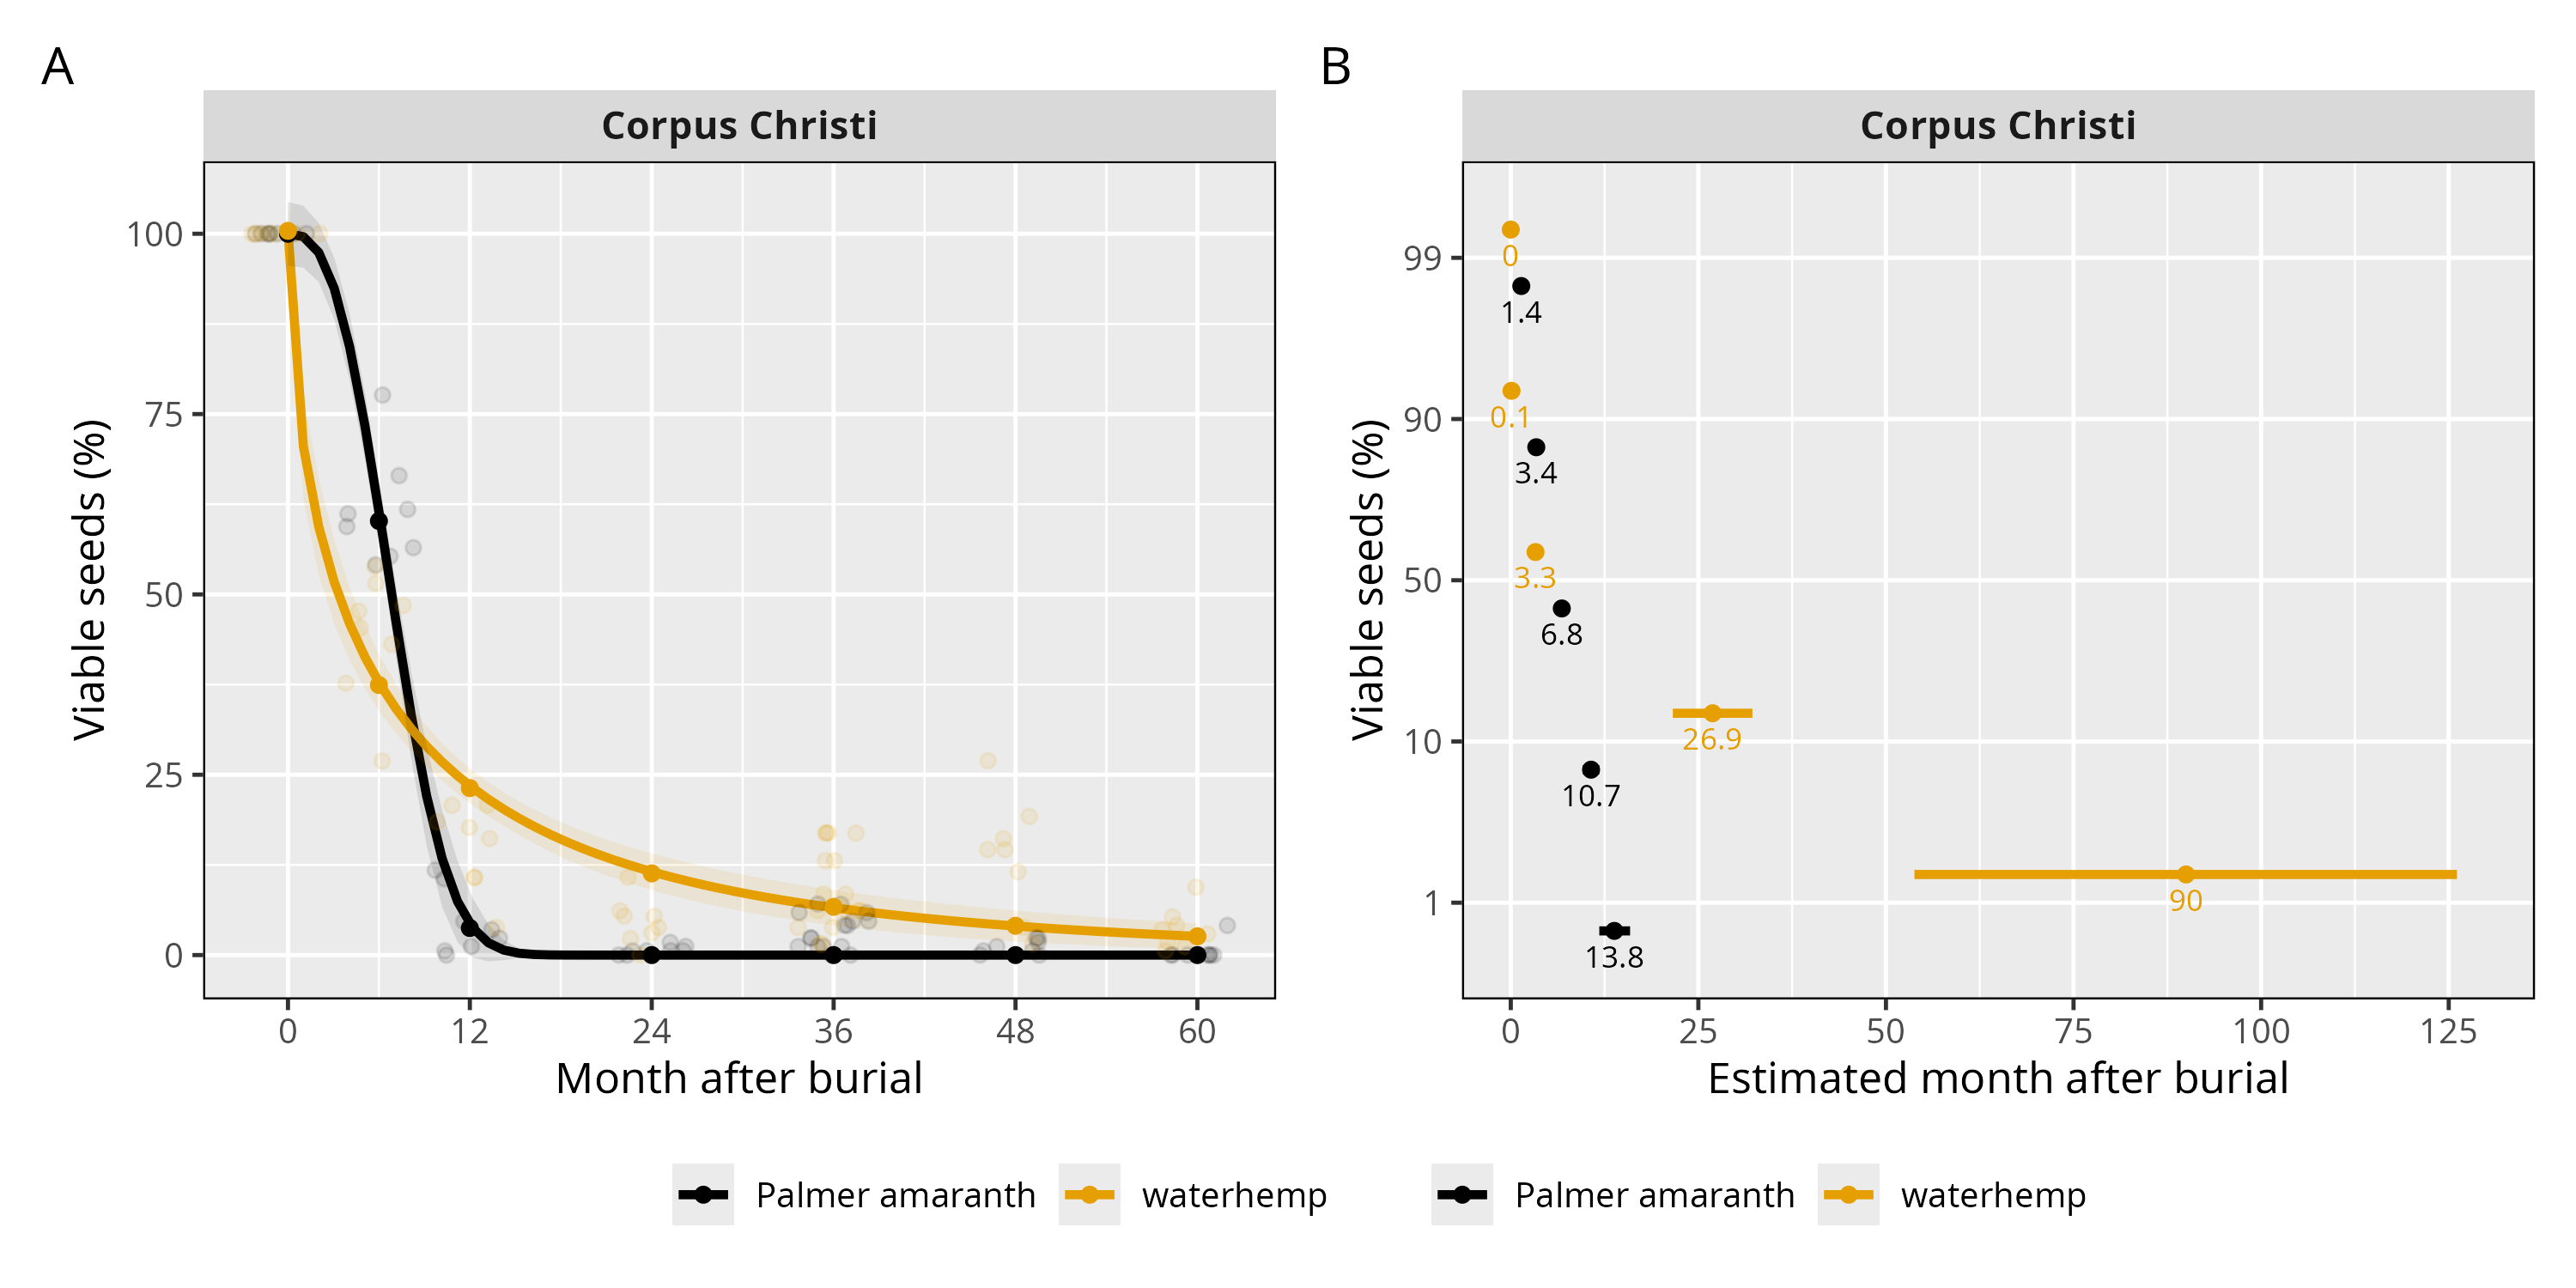 A
B
Corpus Christi
Corpus Christi
Viable seeds (%)
100
75
50
25
0
0 12 24 36 48 60
Month after burial
Viable seeds (%)
99
90
50
10
1
0
1.4
0.1
3.4
3.3
6.8
26.9
10.7
90
13.8
0 25 50 75 100 125
Estimated month after burial
Palmer amaranth waterhemp
Palmer amaranth waterhemp